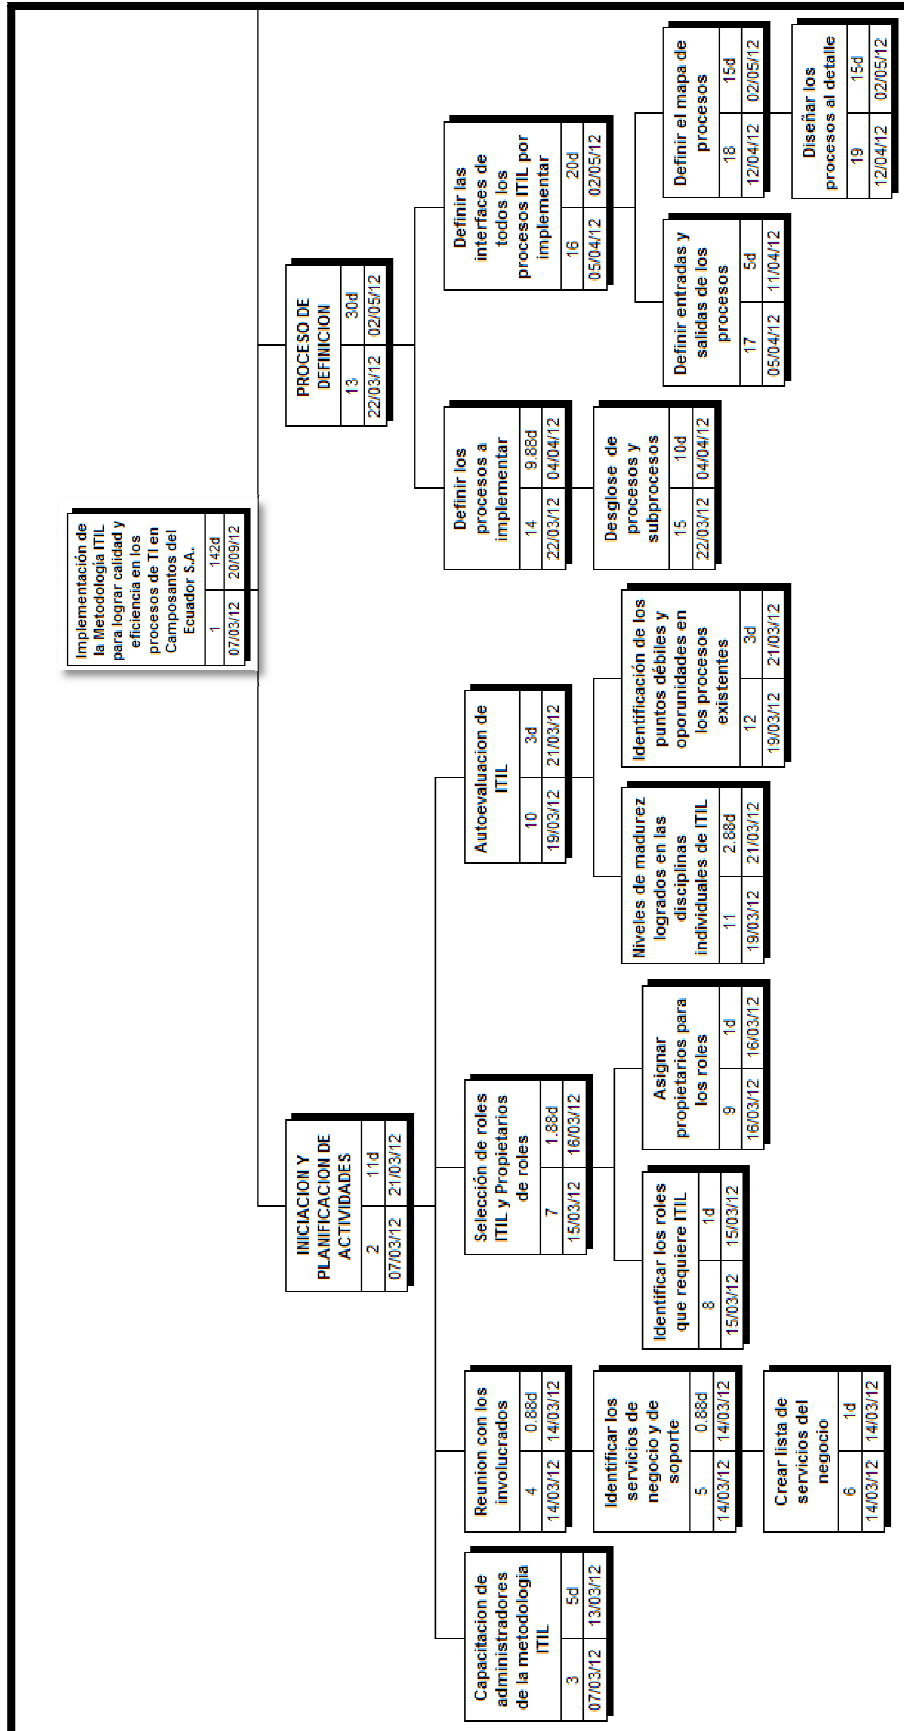 Implementación de
la Metodología ITIL
para lograr calidad y
eficiencia en los
procesos de TI en
Camposantos del
Ecuador S.A.
1 142d
07/03/12 20/09/12
INICIACION Y
PLANIFICACION DE
ACTIVIDADES
2 11d
07/03/12 21/03/12
PROCESO DE
DEFINICION
13 30d
22/03/12 02/05/12
Capacitacion de
administradores
de la metodologia
ITIL
3 5d
07/03/12 13/03/12
Reunion con los
involucrados
4 0.88d
14/03/12 14/03/12
Identificar los
servicios de
negocio y de
soporte
5 0.88d
14/03/12 14/03/12
Crear lista de
servicios del
negocio
6 1d
14/03/12 14/03/12
Selección de roles
ITIL y Propietarios
de roles
7 1.88d
15/03/12 16/03/12
Identificar los roles
que requiere ITIL
8 1d
15/03/12 15/03/12
Asignar
propietarios para
los roles
9 1d
16/03/12 16/03/12
Autoevaluacion de
ITIL
10 3d
19/03/12 21/03/12
Niveles de madurez
logrados en las
disciplinas
individuales de ITIL
11 2.88d
19/03/12 21/03/12
Identificación de los
puntos débiles y
oporunidades en
los procesos
existentes
12 3d
19/03/12 21/03/12
Definir los
procesos a
implementar
14 9.88d
22/03/12 04/04/12
Desglose de
procesos y
subprocesos
15 10d
22/03/12 04/04/12
Definir las
interfaces de
todos los
procesos ITIL por
implementar
16 20d
05/04/12 02/05/12
Definir entradas y
salidas de los
procesos
17 5d
05/04/12 11/04/12
Definir el mapa de
procesos
18 15d
12/04/12 02/05/12
Diseñar los
procesos al detalle
19 15d
12/04/12 02/05/12